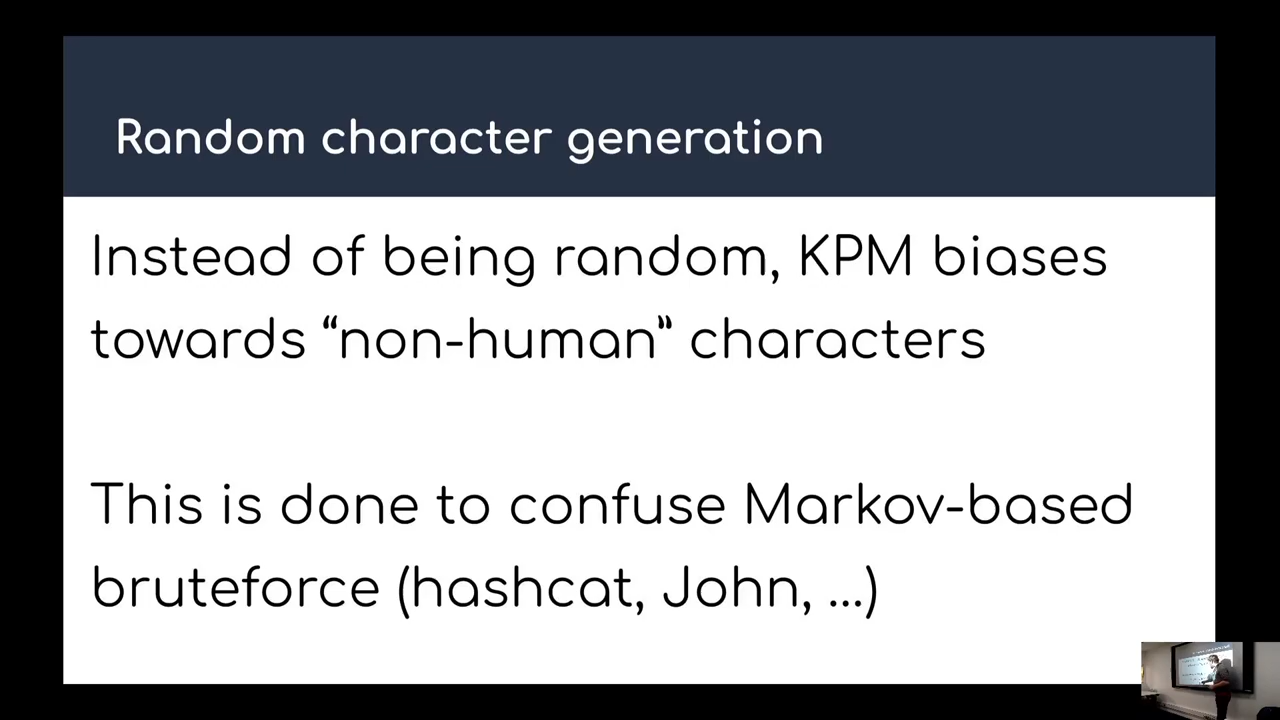 Random character generation
Instead of being random, KPM biases
towards “non-human” characters
This is done to confuse Markov-based
bruteforce (hashcat, John, ...)